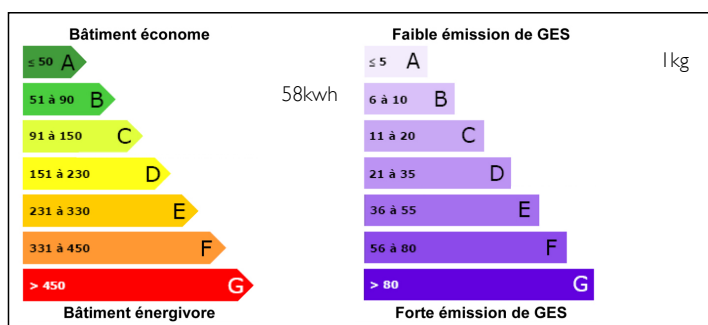 Bâtiment économe
≤ 50 A
51 à 90 B
58kwh
91 à 150 C
151 à 230 D
231 à 330 E
331 à 450 F
> 450 G
Bâtiment énergivore
Faible émission de GES
≤ 5 A
1kg
6 à 10 B
11 à 20 C
21 à 35 D
36 à 55 E
56 à 80 F
> 80 G
Forte émission de GES